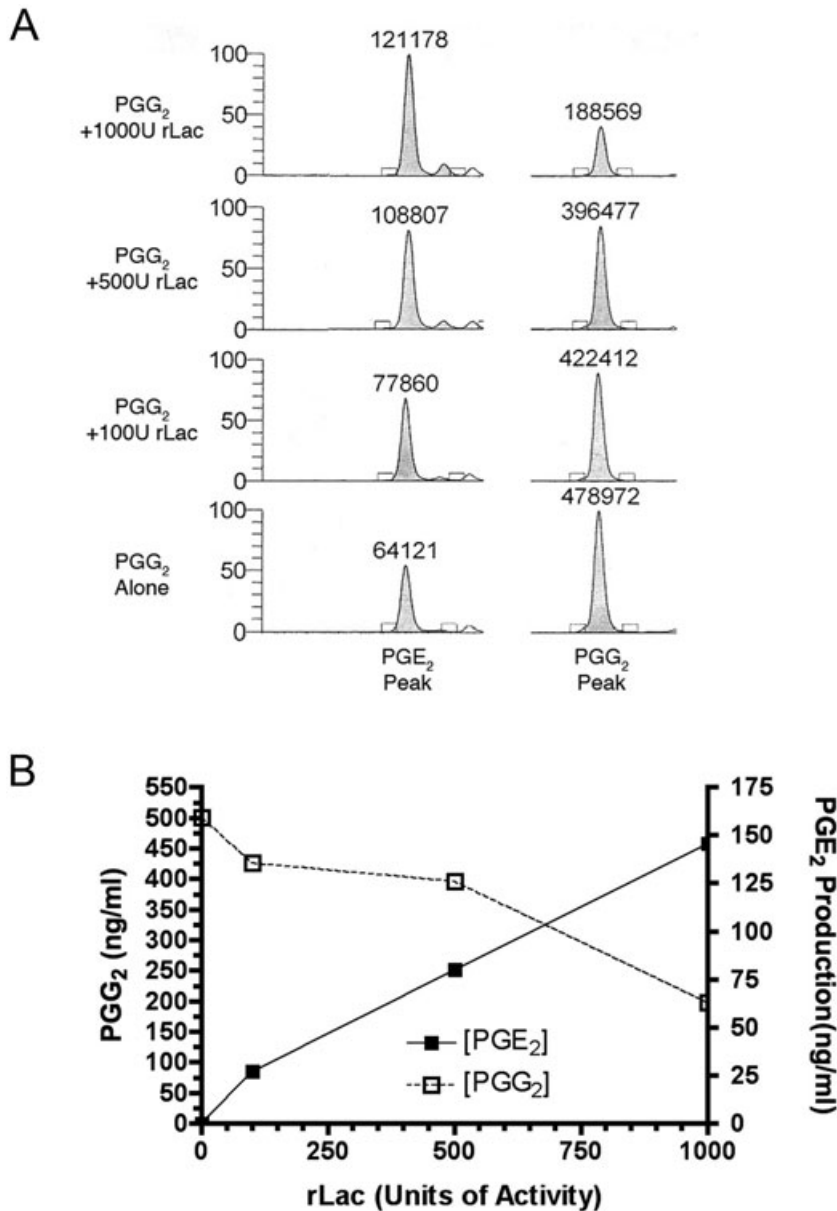 A
PGG2
+1000U rLac
100
50
0
121178
188569
PGG2
+500U rLac
100
50
0
108807
396477
PGG2
+100U rLac
100
50
0
77860
422412
PGG2
Alone
100
50
0
64121
478972
PGE2
Peak
PGG2
Peak
B
PGG2 (ng/ml)
550
500
450
400
350
300
250
200
150
100
50
0
[PGE2]
[PGG2]
175
150
125
100
75
50
25
0
PGE2 Production(ng/ml)
0 250 500 750 1000
rLac (Units of Activity)